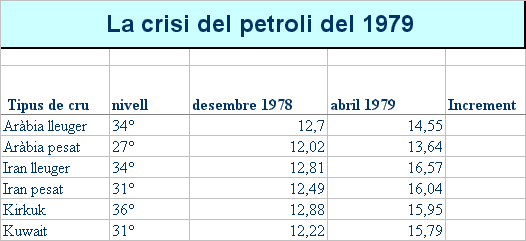 La crisi del petroli del 1979
Tipus de cru nivell desembre 1978 abril 1979 Increment
Aràbia lleuger 34° 12,7 14,55
Aràbia pesat 27° 12,02 13,64
Iran lleuger 34° 12,81 16,57
Iran pesat 31° 12,49 16,04
Kirkuk 36° 12,88 15,95
Kuwait 31° 12,22 15,79